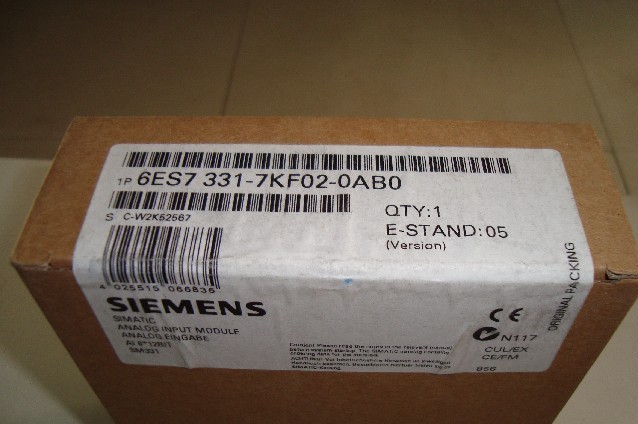 1P 6ES7 331-7KF02-0AB0
S C-W2K52567
QTY:1
E-STAND:05
(Version)
4 025515 066835
SIEMENS
SIMATIC
ANALOG INPUT MODULE
ANALOG EINGABE
AI 8*12BIT
SM331
N117
CUL/EX
CE/FM
ORIGINAL PACKING